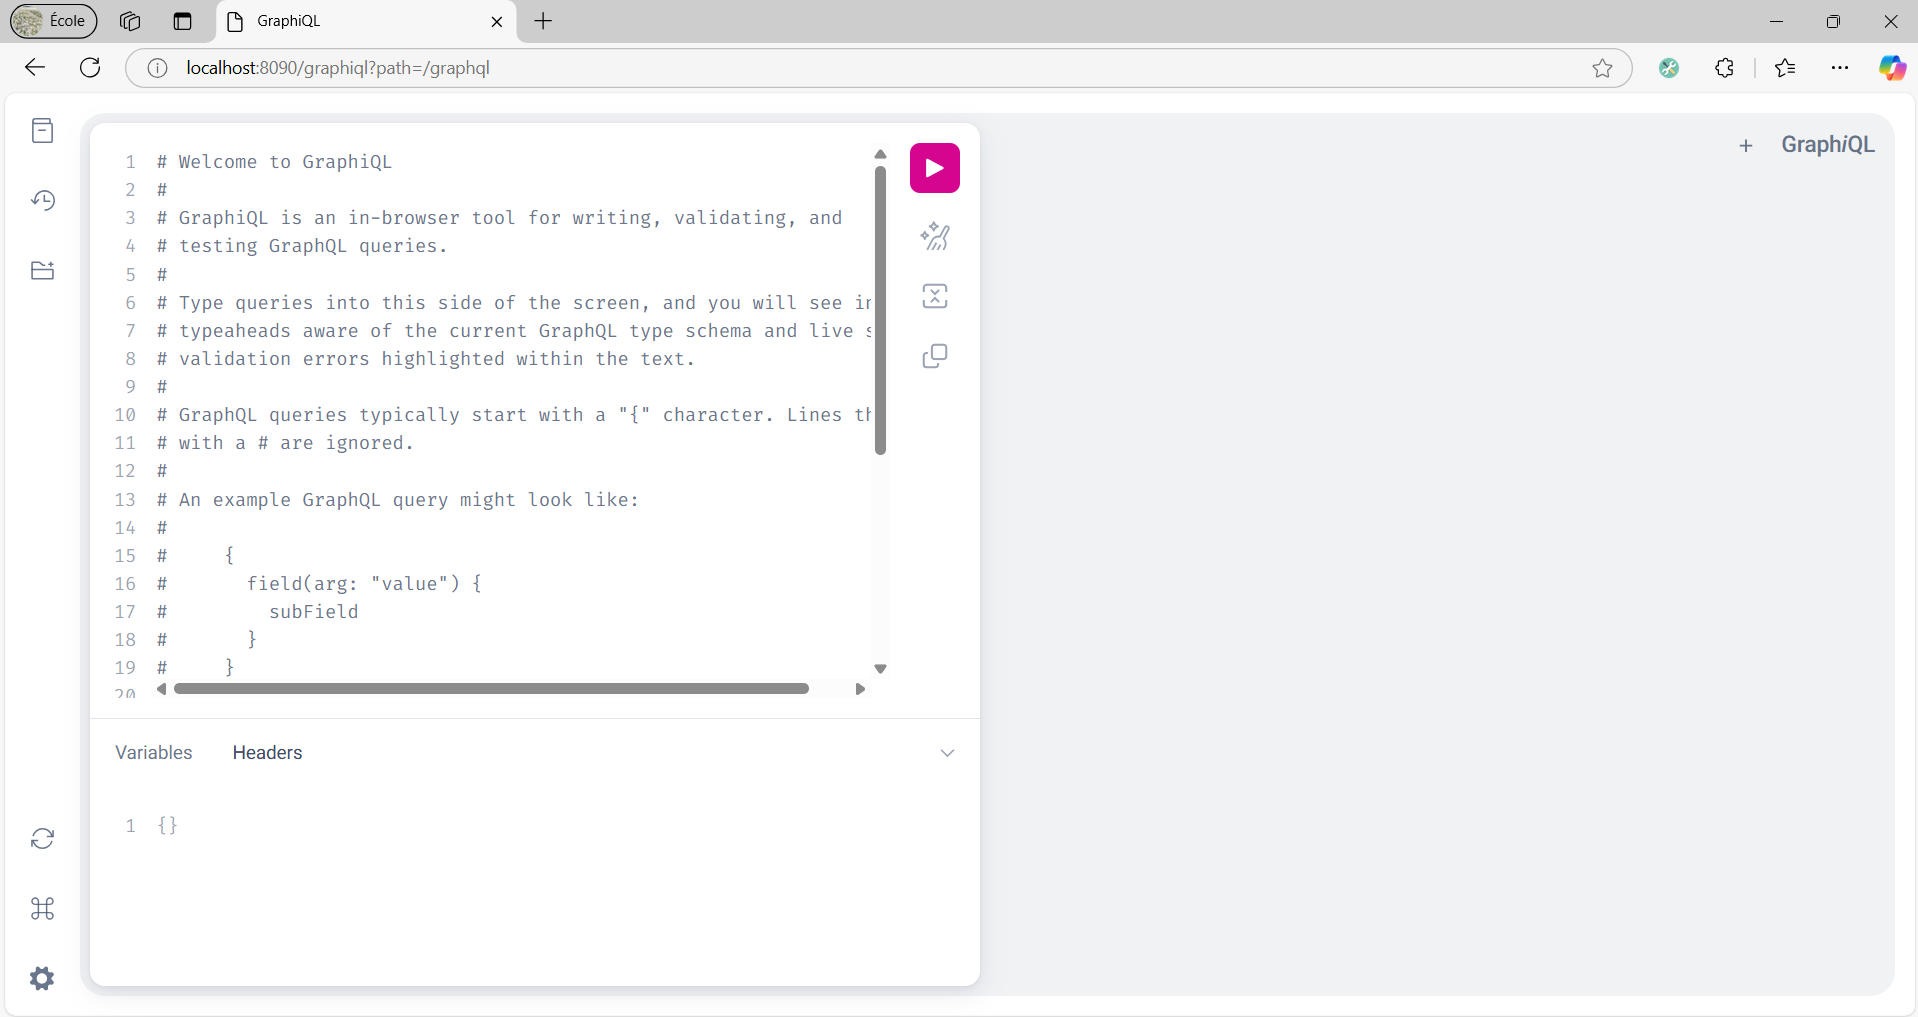 École
GraphiQL
localhost:8090/graphiql?path=/graphql
+ GraphiQL
1 # Welcome to GraphiQL
2 #
3 # GraphiQL is an in-browser tool for writing, validating, and
4 # testing GraphQL queries.
5 #
6 # Type queries into this side of the screen, and you will see
7 # typeaheads aware of the current GraphQL type schema and live
8 # validation errors highlighted within the text.
9 #
10 # GraphQL queries typically start with a "{" character. Lines
11 # with a # are ignored.
12 #
13 # An example GraphQL query might look like:
14 #
15 # {
16 # field(arg: "value") {
17 # subField
18 # }
19 # }
20
Variables Headers
1 {}